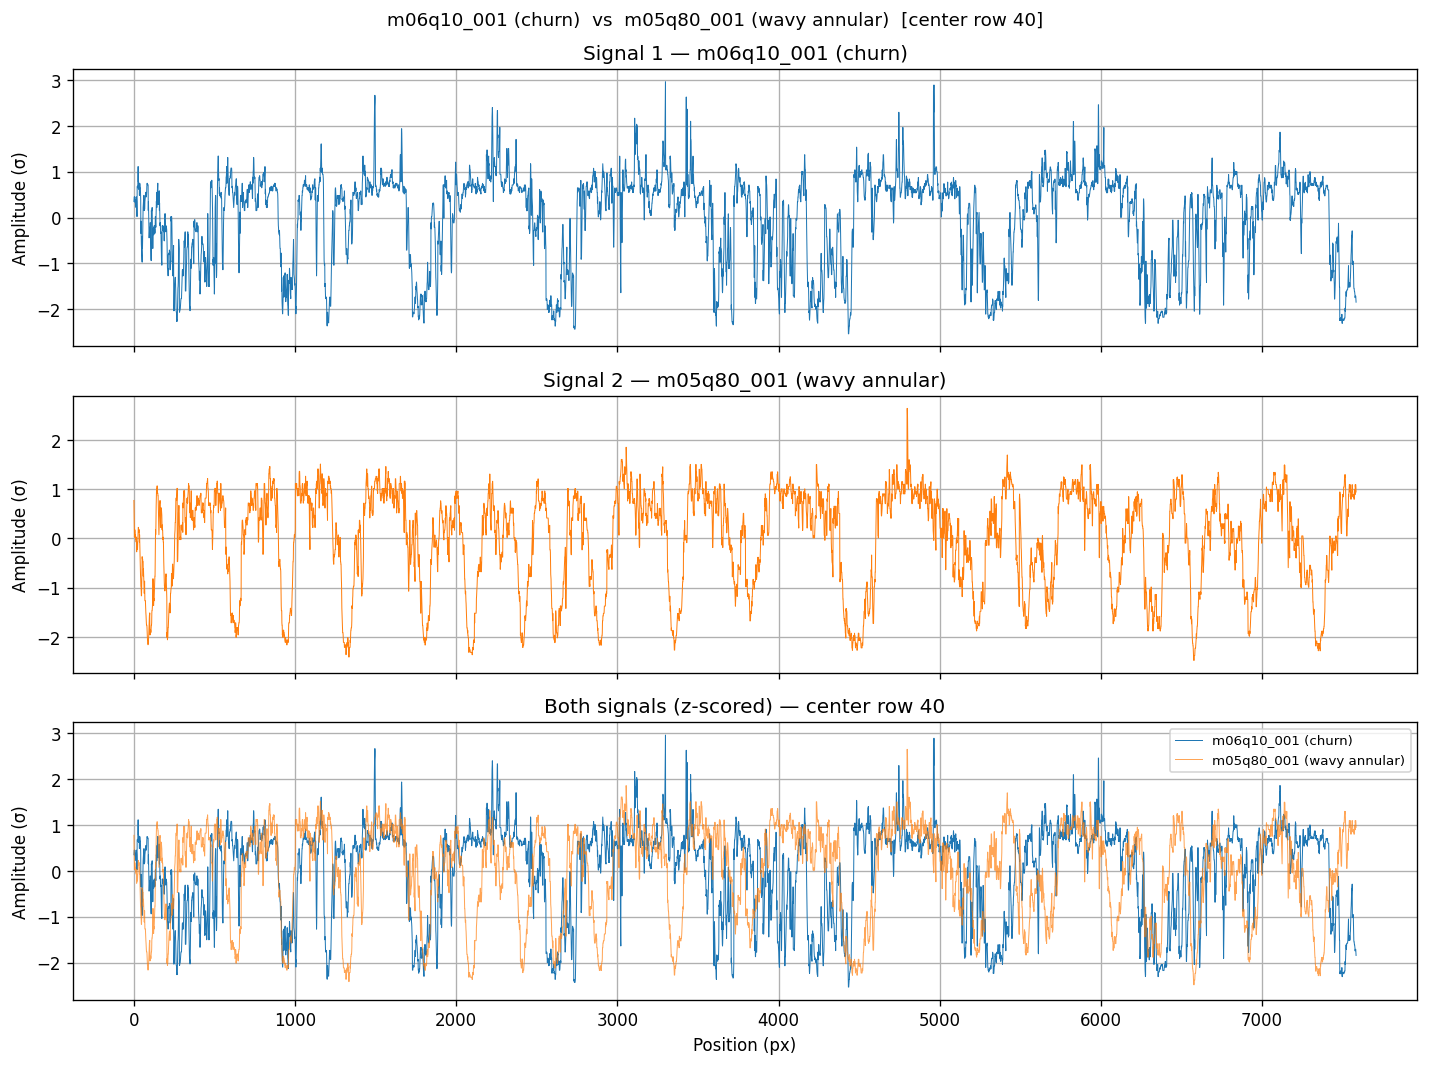 m06q10_001 (churn)  vs  m05q80_001 (wavy annular)  [center row 40]
Signal 1 — m06q10_001 (churn)
Amplitude (σ)
3
2
1
0
−1
−2
Signal 2 — m05q80_001 (wavy annular)
Amplitude (σ)
2
1
0
−1
−2
Both signals (z-scored) — center row 40
Amplitude (σ)
3
2
1
0
−1
−2
m06q10_001 (churn)
m05q80_001 (wavy annular)
0 1000 2000 3000 4000 5000 6000 7000
Position (px)